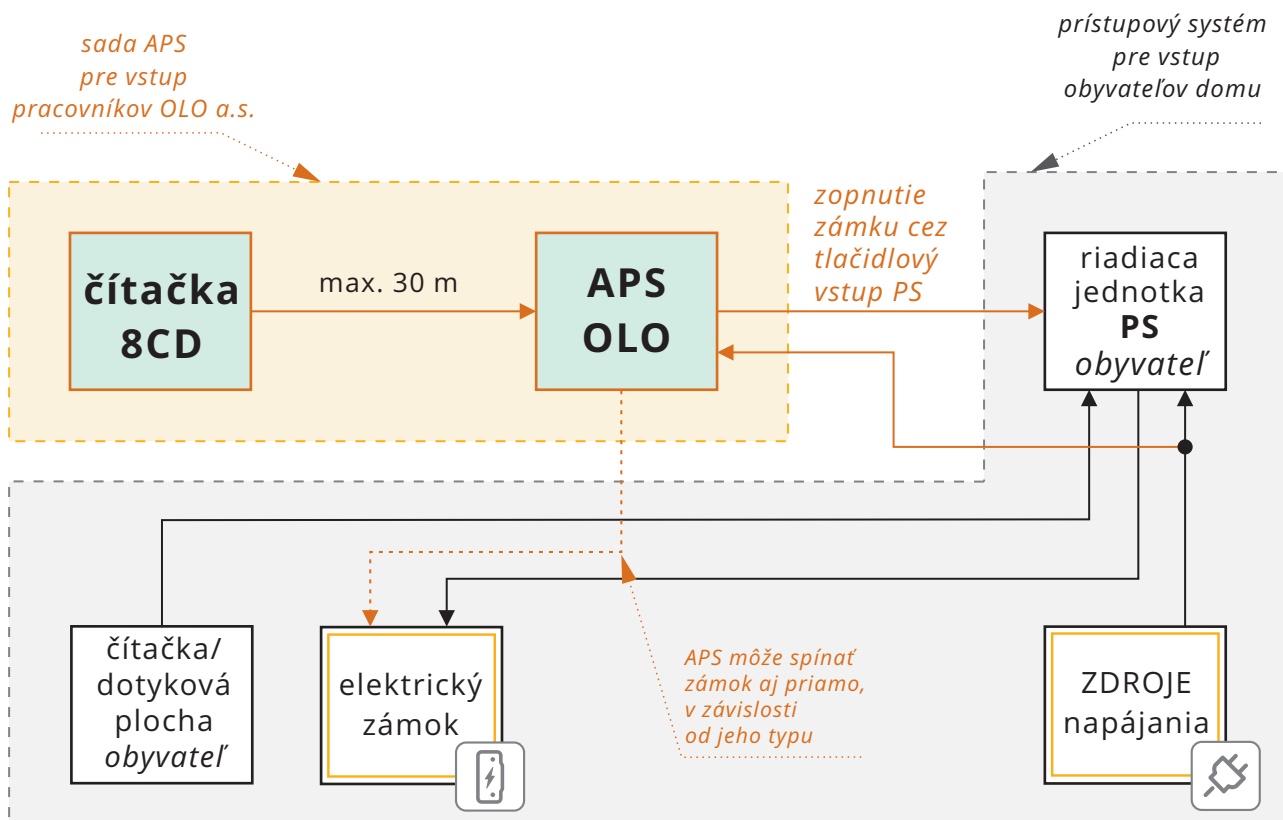 sada APS
pre vstup
pracovníkov OLO a.s.
prístupový systém
pre vstup
obyvateľov domu
čítačka
8CD
max. 30 m
APS
OLO
zopnutie
zámku cez
tlačidlový
vstup PS
riadiaca
jednotka
PS
obyvateľ
čítačka/
dotyková
plocha
obyvateľ
elektrický
zámok
APS môže spínať
zámok aj priamo,
v závislosti
od jeho typu
ZDROJE
napájania